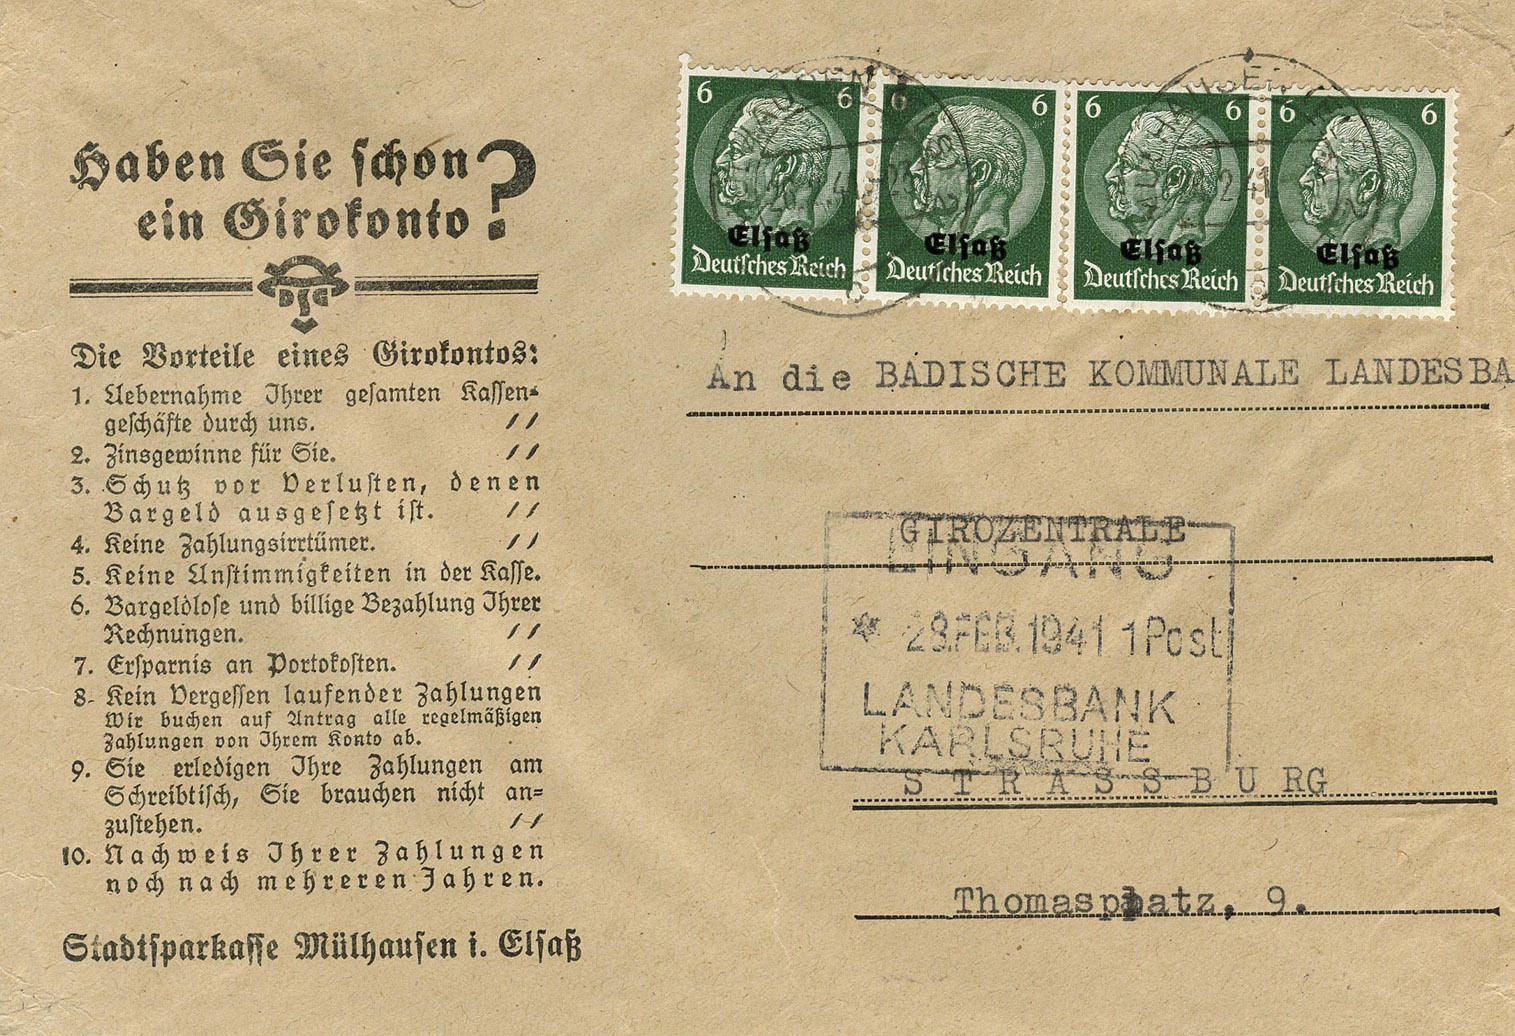 Haben Sie schon
ein Girokonto?
DSG
Die Vorteile eines Girokontos:
1. Uebernahme Ihrer gesamten Kassen-
geschäfte durch uns. 〃
2. Zinsgewinne für Sie. 〃
3. Schutz vor Verlusten, denen
Bargeld ausgesetzt ist. 〃
4. Keine Zahlungsirrtümer. 〃
5. Keine Unstimmigkeiten in der Kasse.
6. Bargeldlose und billige Bezahlung Ihrer
Rechnungen. 〃
7. Ersparnis an Portokosten. 〃
8- Kein Vergessen laufender Zahlungen
Wir buchen auf Antrag alle regelmäßigen
Zahlungen von Ihrem Konto ab.
9. Sie erledigen Ihre Zahlungen am
Schreibtisch, Sie brauchen nicht an-
zustehen. 〃
10. Nachweis Ihrer Zahlungen
noch nach mehreren Jahren.
Stadtsparkasse Mülhausen i. Elsaß
6 6 6 6 6 6 6 6
Elsaß Elsaß Elsaß Elsaß
Deutsches Reich Deutsches Reich Deutsches Reich Deutsches Reich
An die BADISCHE KOMMUNALE LANDESBA
GIROZENTRALE
EINGANG
* 28.FEB.1941 1Post
LANDESBANK
KARLSRUHE
STRASSBURG
Thomasplatz, 9.